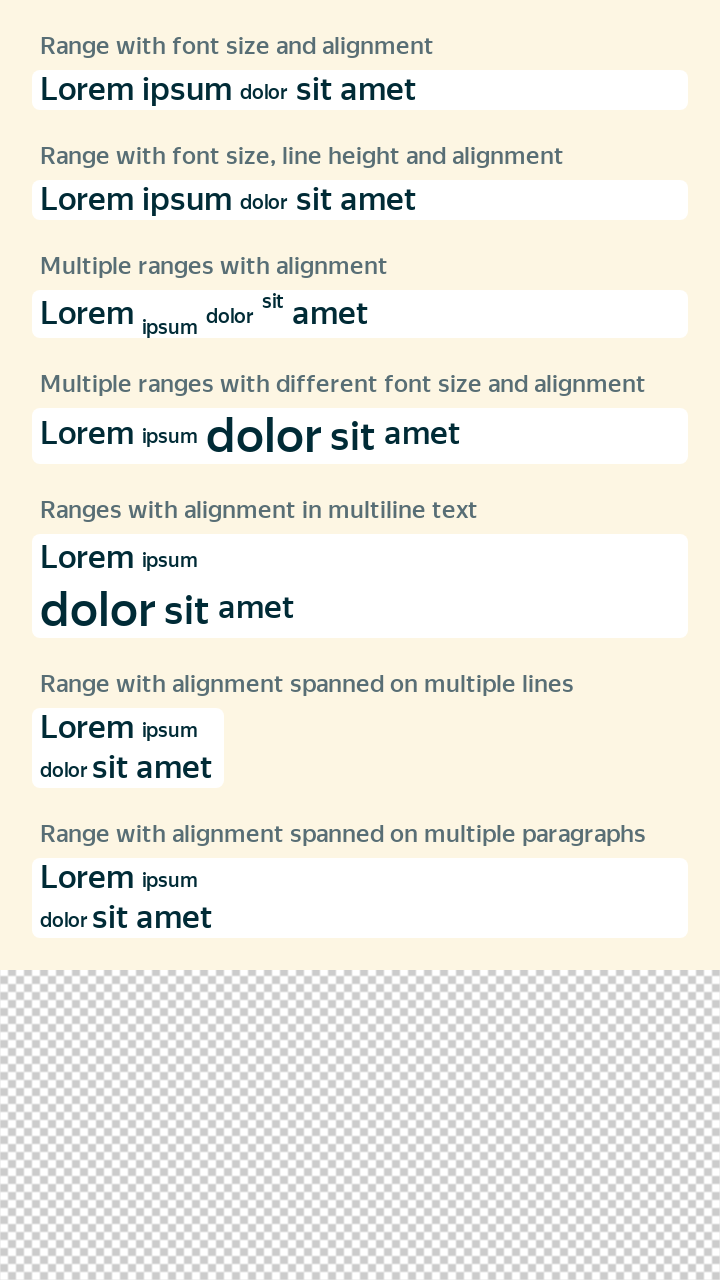 Range with font size and alignment
Lorem ipsum dolor sit amet
Range with font size, line height and alignment
Lorem ipsum dolor sit amet
Multiple ranges with alignment
Lorem ipsum dolor sit amet
Multiple ranges with different font size and alignment
Lorem ipsum dolor sit amet
Ranges with alignment in multiline text
Lorem ipsum
dolor sit amet
Range with alignment spanned on multiple lines
Lorem ipsum
dolor sit amet
Range with alignment spanned on multiple paragraphs
Lorem ipsum
dolor sit amet